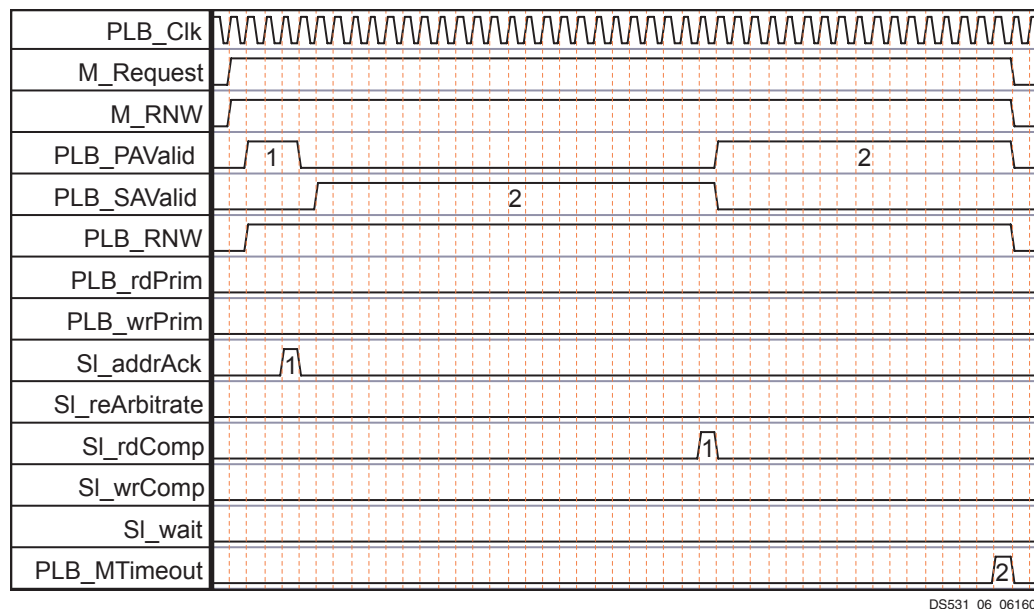 PLB_Clk
M_Request
M_RNW
PLB_PAValid 1 2
PLB_SAValid 2
PLB_RNW
PLB_rdPrim
PLB_wrPrim
Sl_addrAck 1
Sl_reArbitrate
Sl_rdComp 1
Sl_wrComp
Sl_wait
PLB_MTimeout 2
DS531_06_06160